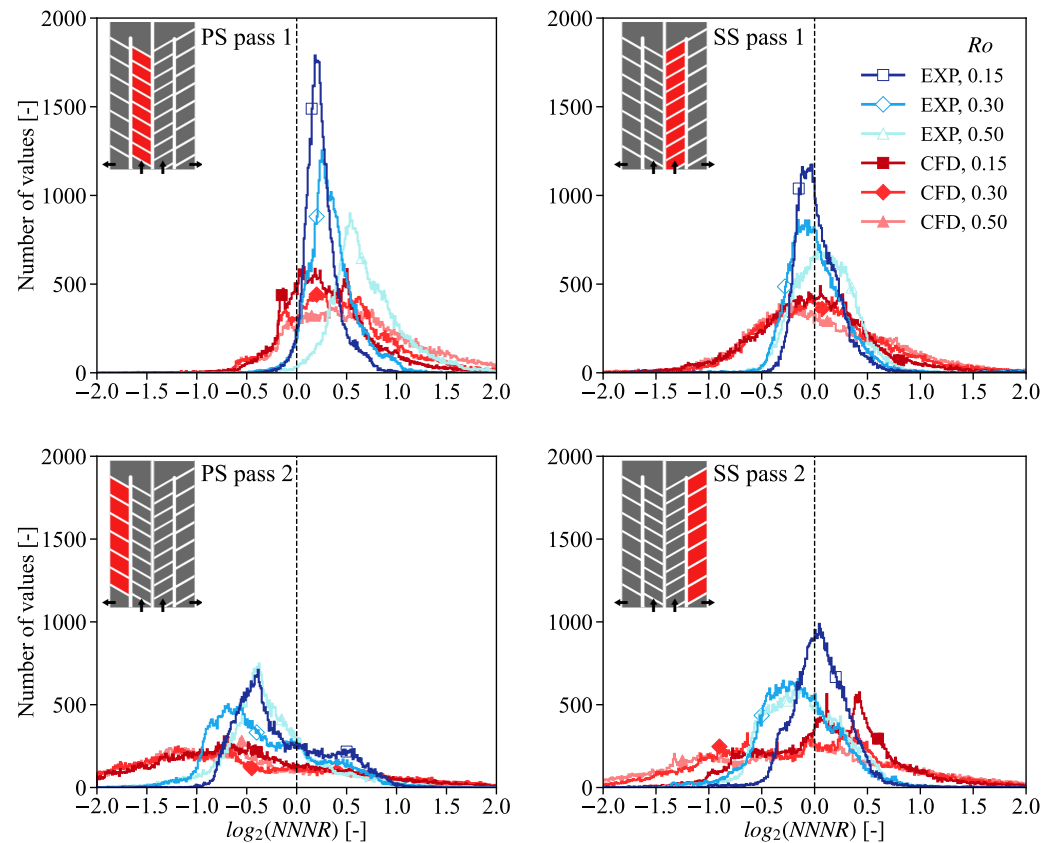 PS pass 1
SS pass 1
Number of values [-]
2000
1500
1000
500
0
−2.0 −1.5 −1.0 −0.5 0.0 0.5 1.0 1.5 2.0
2000
1500
1000
500
0
−2.0 −1.5 −1.0 −0.5 0.0 0.5 1.0 1.5 2.0
Ro
EXP, 0.15
EXP, 0.30
EXP, 0.50
CFD, 0.15
CFD, 0.30
CFD, 0.50
PS pass 2
SS pass 2
Number of values [-]
2000
1500
1000
500
0
−2.0 −1.5 −1.0 −0.5 0.0 0.5 1.0 1.5 2.0
log₂(NNNR) [-]
2000
1500
1000
500
0
−2.0 −1.5 −1.0 −0.5 0.0 0.5 1.0 1.5 2.0
log₂(NNNR) [-]